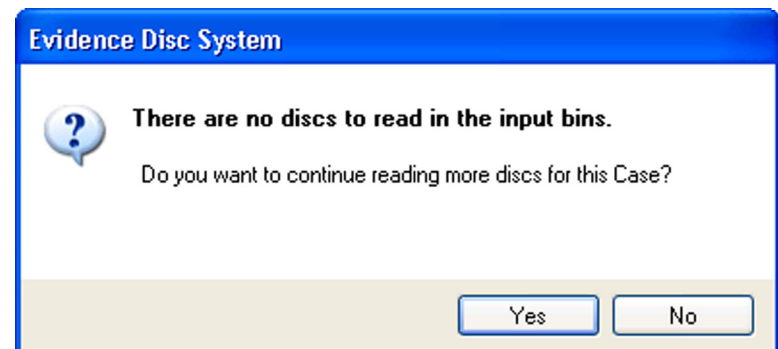 Evidence Disc System
There are no discs to read in the input bins.
Do you want to continue reading more discs for this Case?
Yes No